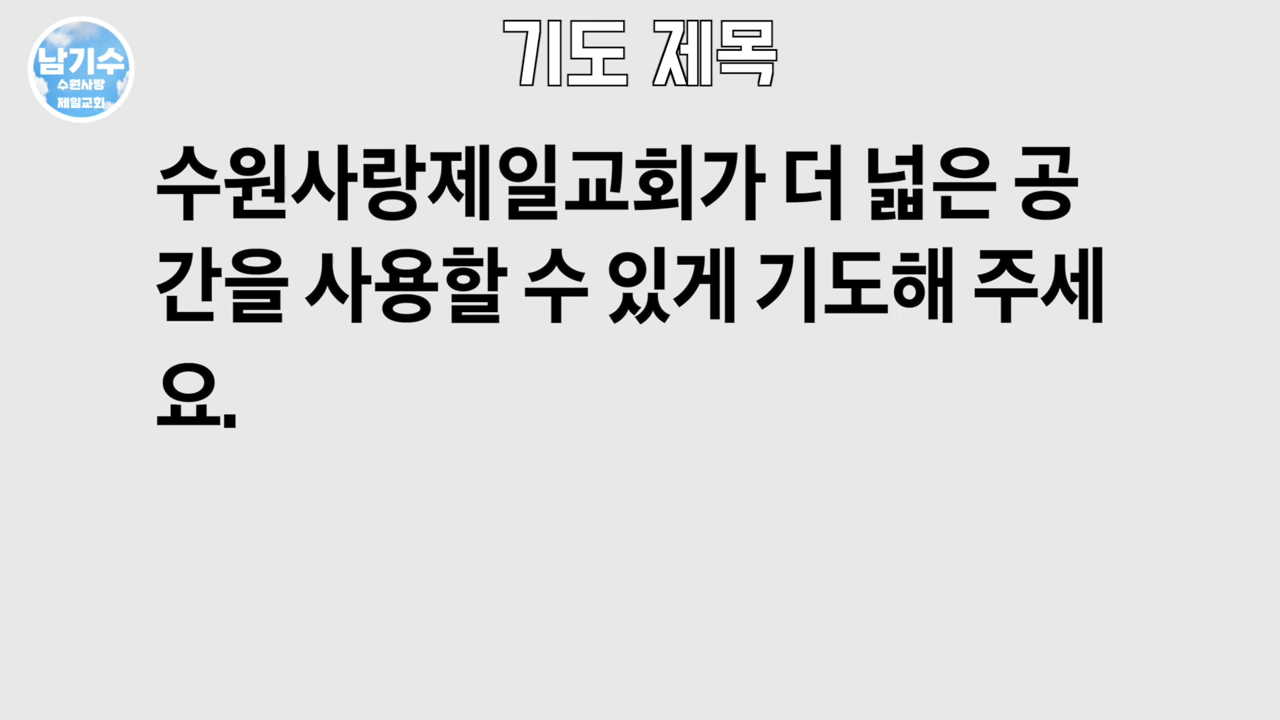 남기수
수원사랑
제일교회
기도 제목
수원사랑제일교회가 더 넓은 공
간을 사용할 수 있게 기도해 주세
요.